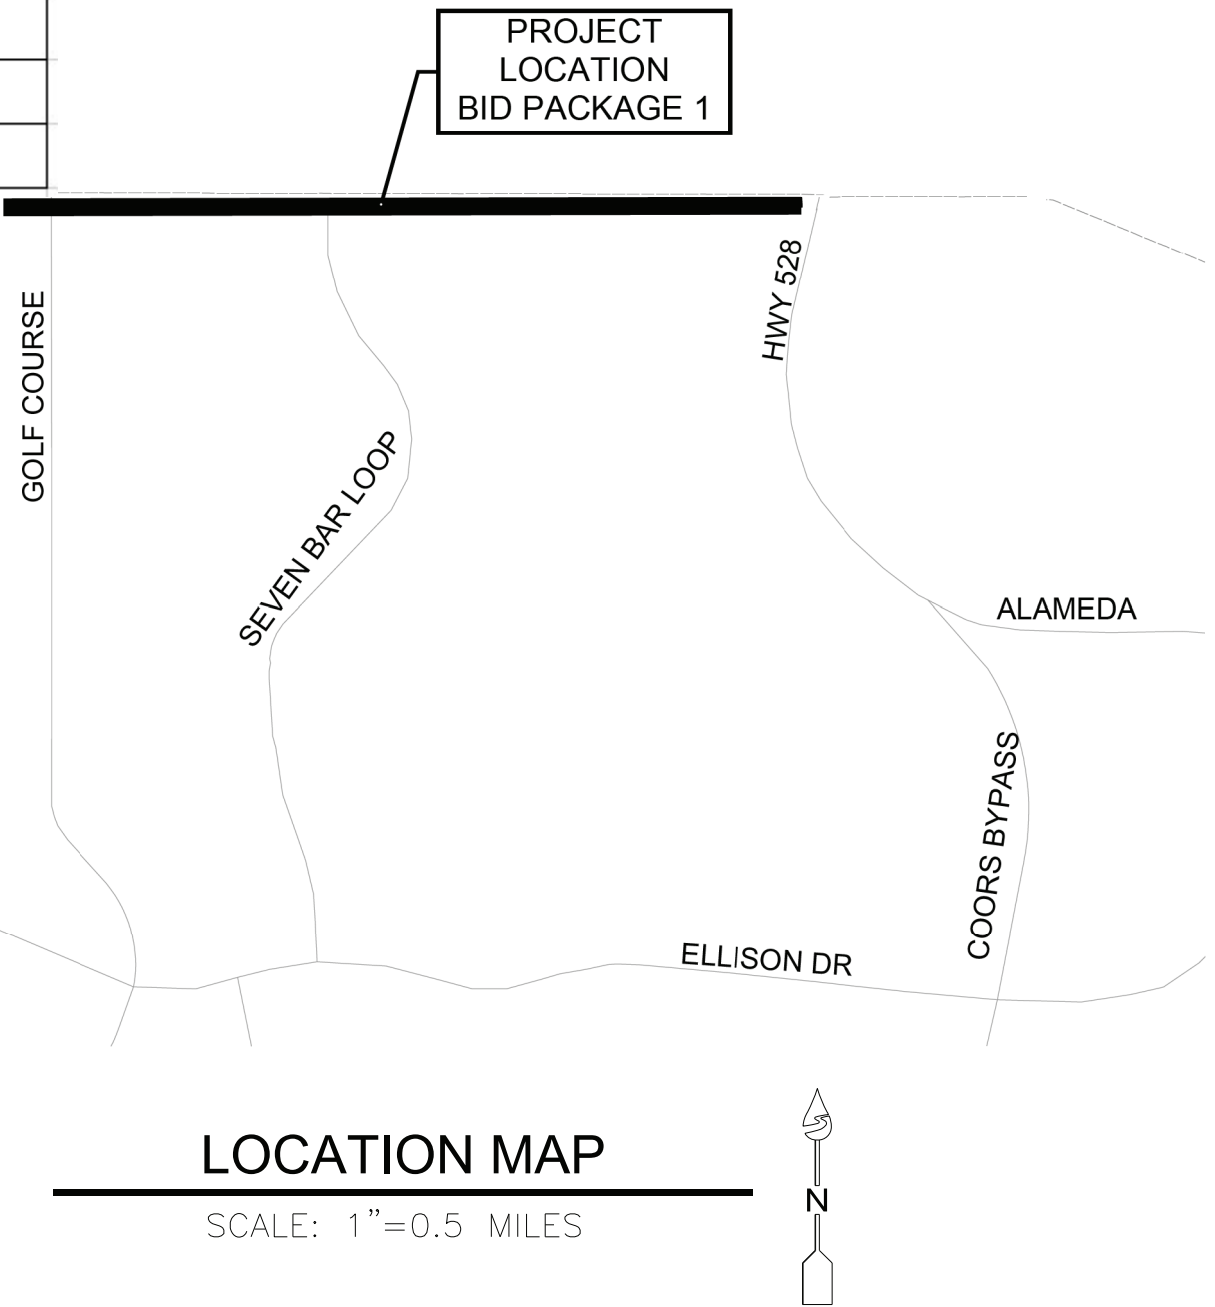 PROJECT
LOCATION
BID PACKAGE 1
HWY 528
GOLF COURSE
SEVEN BAR LOOP
ALAMEDA
COORS BYPASS
ELLISON DR
LOCATION MAP
SCALE: 1"=0.5 MILES
N